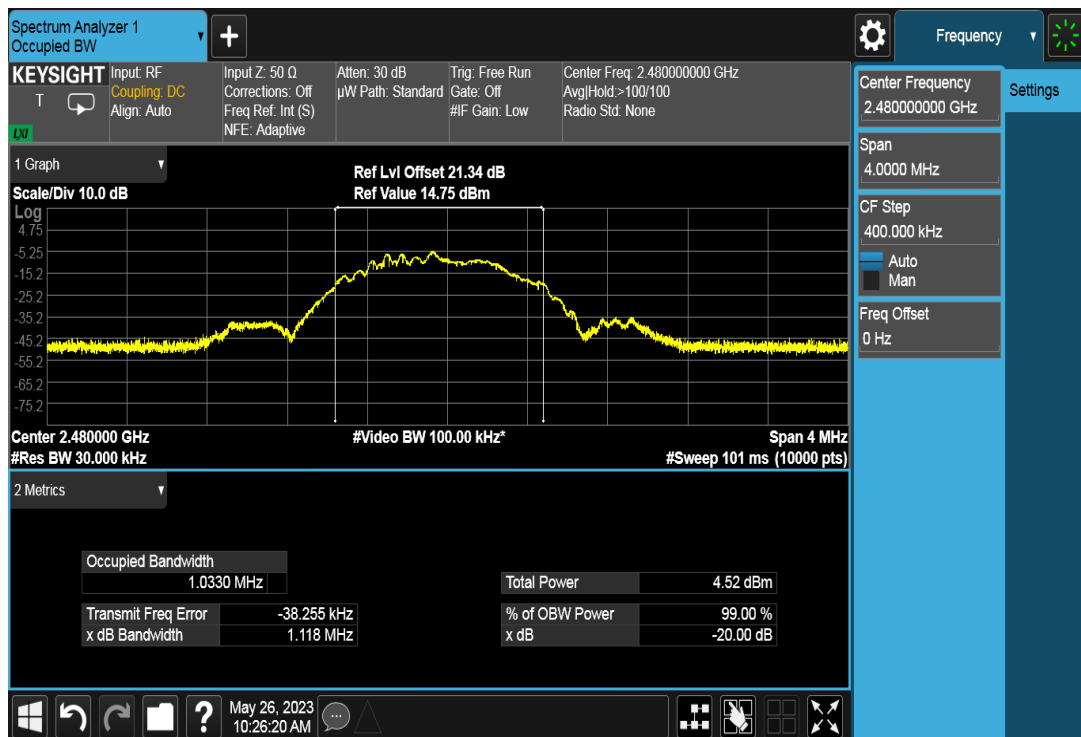 Spectrum Analyzer 1
Occupied BW
+
Frequency
KEYSIGHT
T
LXI
Input: RF
Coupling: DC
Align: Auto
Input Z: 50 Ω
Corrections: Off
Freq Ref: Int (S)
NFE: Adaptive
Atten: 30 dB
µW Path: Standard
Trig: Free Run
Gate: Off
#IF Gain: Low
Center Freq: 2.480000000 GHz
Avg|Hold:>100/100
Radio Std: None
Center Frequency
2.480000000 GHz
Settings
Span
4.0000 MHz
CF Step
400.000 kHz
Auto
Man
Freq Offset
0 Hz
1 Graph
Ref Lvl Offset 21.34 dB
Scale/Div 10.0 dB
Ref Value 14.75 dBm
Log
4.75
-5.25
-15.2
-25.2
-35.2
-45.2
-55.2
-65.2
-75.2
Center 2.480000 GHz
#Video BW 100.00 kHz*
Span 4 MHz
#Res BW 30.000 kHz
#Sweep 101 ms (10000 pts)
2 Metrics
Occupied Bandwidth
1.0330 MHz
Total Power 4.52 dBm
Transmit Freq Error -38.255 kHz
% of OBW Power 99.00 %
x dB Bandwidth 1.118 MHz
x dB -20.00 dB
?
May 26, 2023
10:26:20 AM